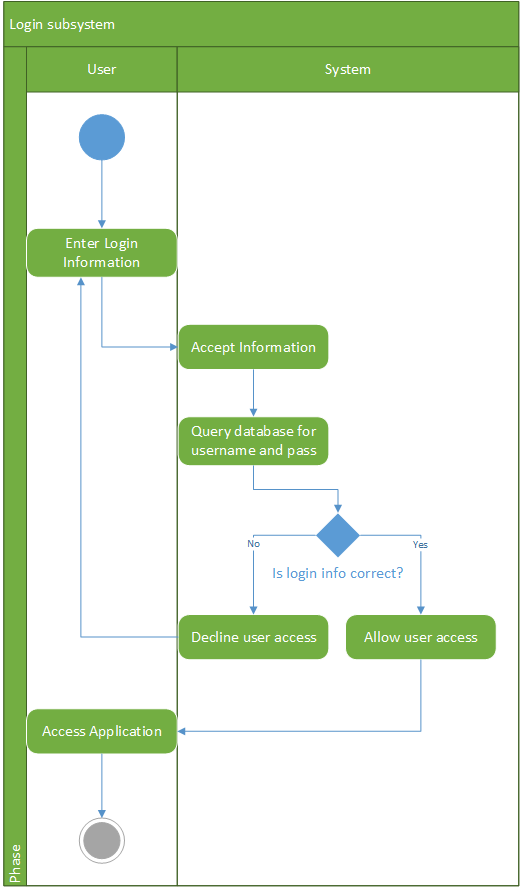 Login subsystem
User
System
Enter Login
Information
Accept Information
Query database for
username and pass
No
Yes
Is login info correct?
Decline user access
Allow user access
Access Application
Phase